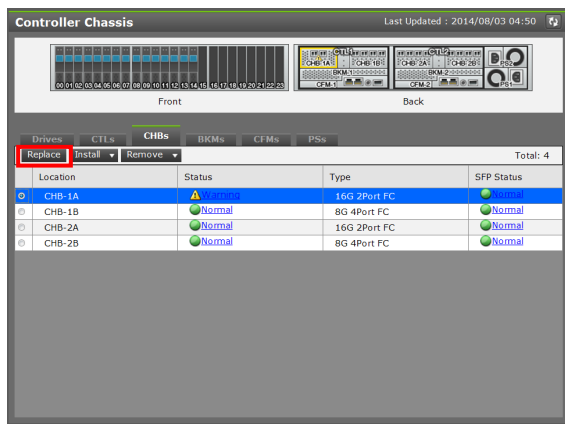 Controller Chassis Last Updated : 2014/08/03 04:50
CTL1 CTL2
CHB-1A CHB-1B CHB-2A CHB-2B PS2
BKM-1 BKM-2
00 01 02 03 04 05 06 07 08 09 10 11 12 13 14 15 16 17 18 19 20 21 22 23 CFM-1 CFM-2 PS1
Front Back
Drives CTLs CHBs BKMs CFMs PSs
Replace Install Remove Total: 4
Location Status Type SFP Status
CHB-1A Warning 16G 2Port FC Normal
CHB-1B Normal 8G 4Port FC Normal
CHB-2A Normal 16G 2Port FC Normal
CHB-2B Normal 8G 4Port FC Normal